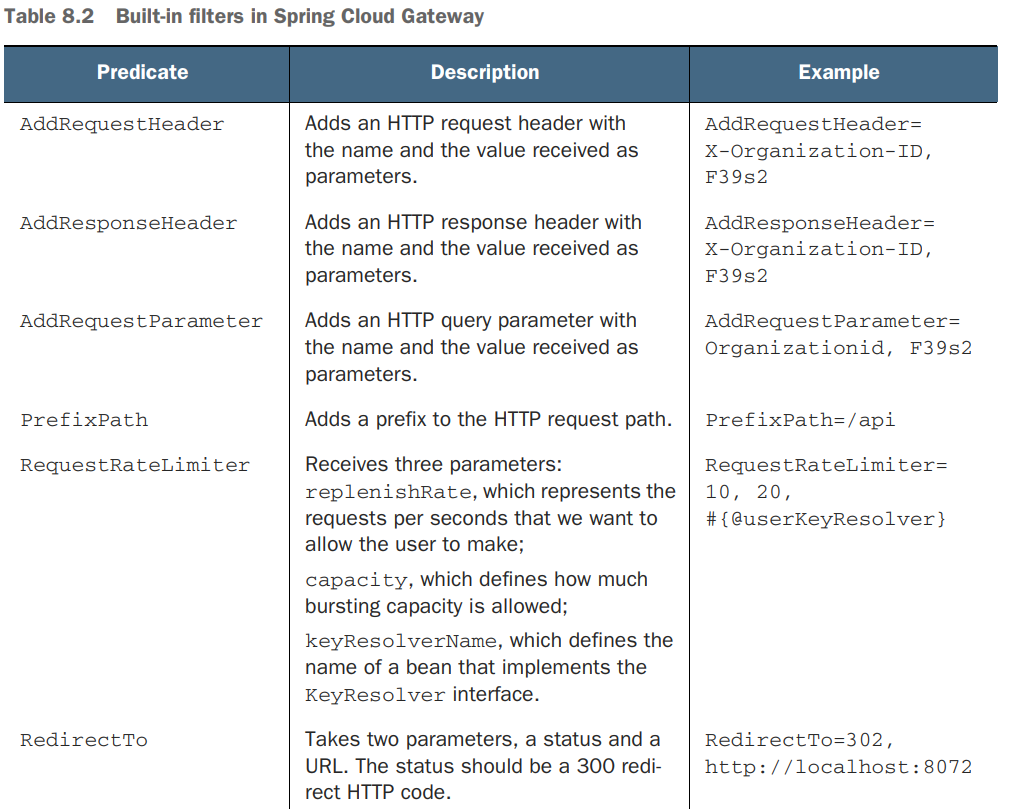 Table 8.2 Built-in filters in Spring Cloud Gateway
Predicate Description Example
AddRequestHeader Adds an HTTP request header with AddRequestHeader=
the name and the value received as X-Organization-ID,
parameters. F39s2
AddResponseHeader Adds an HTTP response header with AddResponseHeader=
the name and the value received as X-Organization-ID,
parameters. F39s2
AddRequestParameter Adds an HTTP query parameter with AddRequestParameter=
the name and the value received as Organizationid, F39s2
parameters.
PrefixPath Adds a prefix to the HTTP request path. PrefixPath=/api
RequestRateLimiter Receives three parameters: RequestRateLimiter=
replenishRate, which represents the 10, 20,
requests per seconds that we want to #{@userKeyResolver}
allow the user to make;
capacity, which defines how much
bursting capacity is allowed;
keyResolverName, which defines the
name of a bean that implements the
KeyResolver interface.
RedirectTo Takes two parameters, a status and a RedirectTo=302,
URL. The status should be a 300 redi- http://localhost:8072
rect HTTP code.